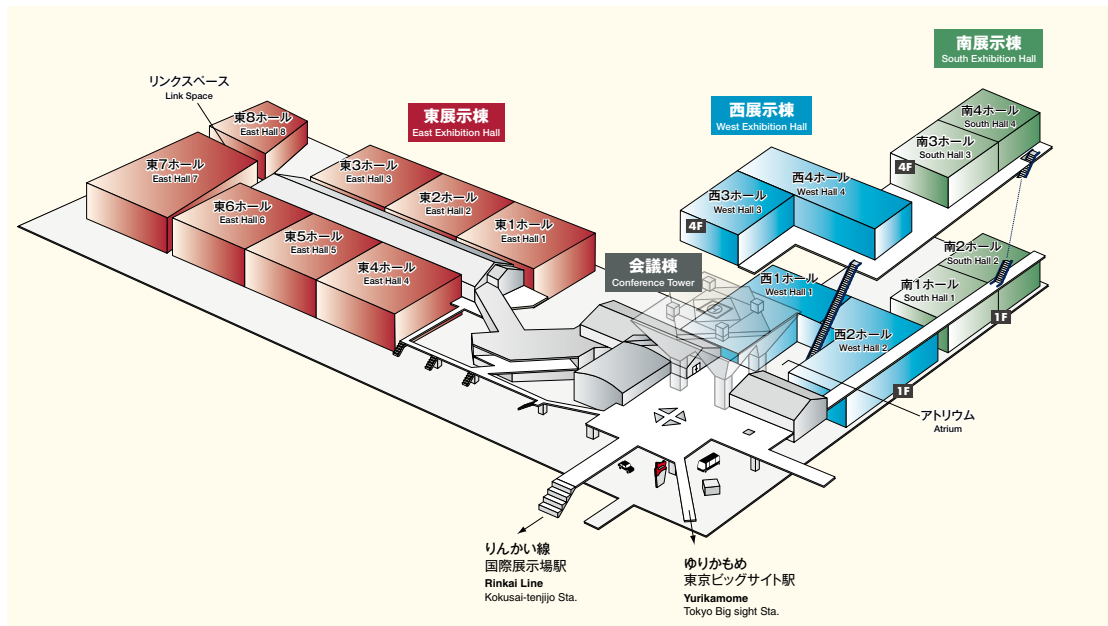 南展示棟
South Exhibition Hall
リンクスペース
Link Space
東展示棟
East Exhibition Hall
西展示棟
West Exhibition Hall
東8ホール
East Hall 8
東7ホール
East Hall 7
東3ホール
East Hall 3
東2ホール
East Hall 2
東1ホール
East Hall 1
東6ホール
East Hall 6
東5ホール
East Hall 5
東4ホール
East Hall 4
南4ホール
South Hall 4
南3ホール
South Hall 3
4F
西4ホール
West Hall 4
西3ホール
West Hall 3
4F
南2ホール
South Hall 2
南1ホール
South Hall 1
1F
会議棟
Conference Tower
西1ホール
West Hall 1
西2ホール
West Hall 2
1F
アトリウム
Atrium
りんかい線
国際展示場駅
Rinkai Line
Kokusai-tenjijo Sta.
ゆりかもめ
東京ビッグサイト駅
Yurikamome
Tokyo Big sight Sta.